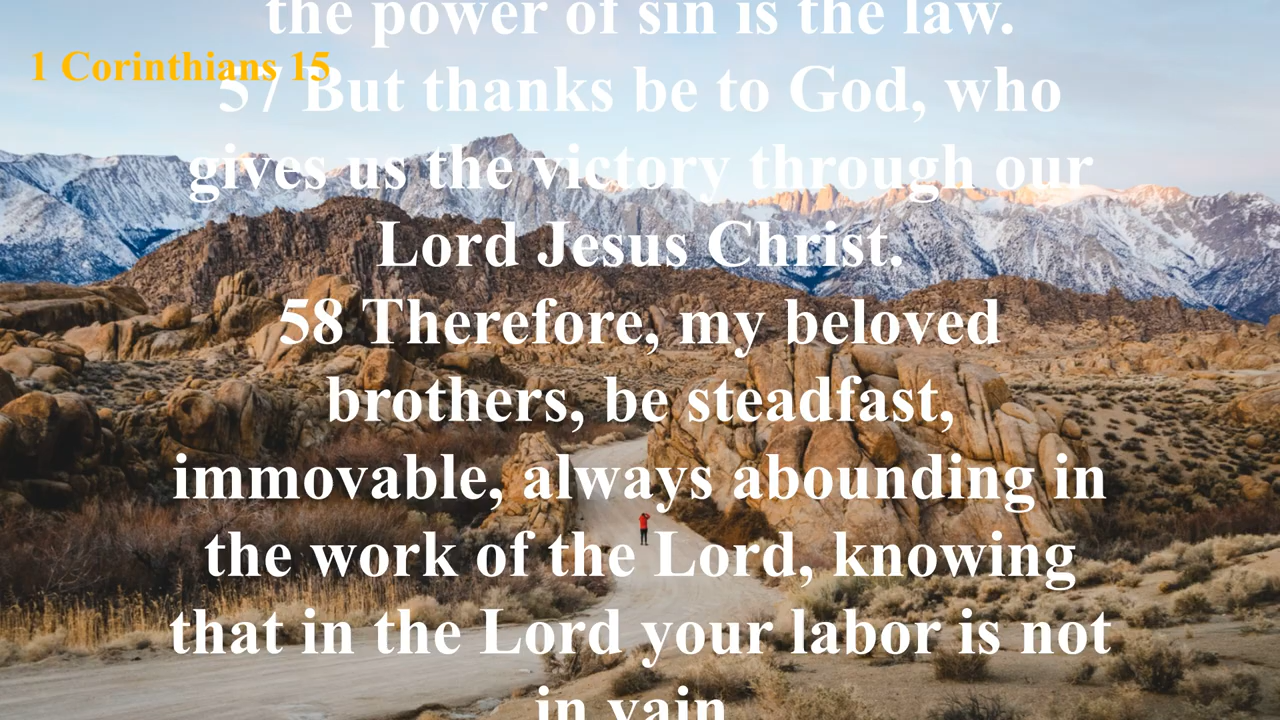 the power of sin is the law.
1 Corinthians 15
57 But thanks be to God, who
gives us the victory through our
Lord Jesus Christ.
58 Therefore, my beloved
brothers, be steadfast,
immovable, always abounding in
the work of the Lord, knowing
that in the Lord your labor is not
in vain